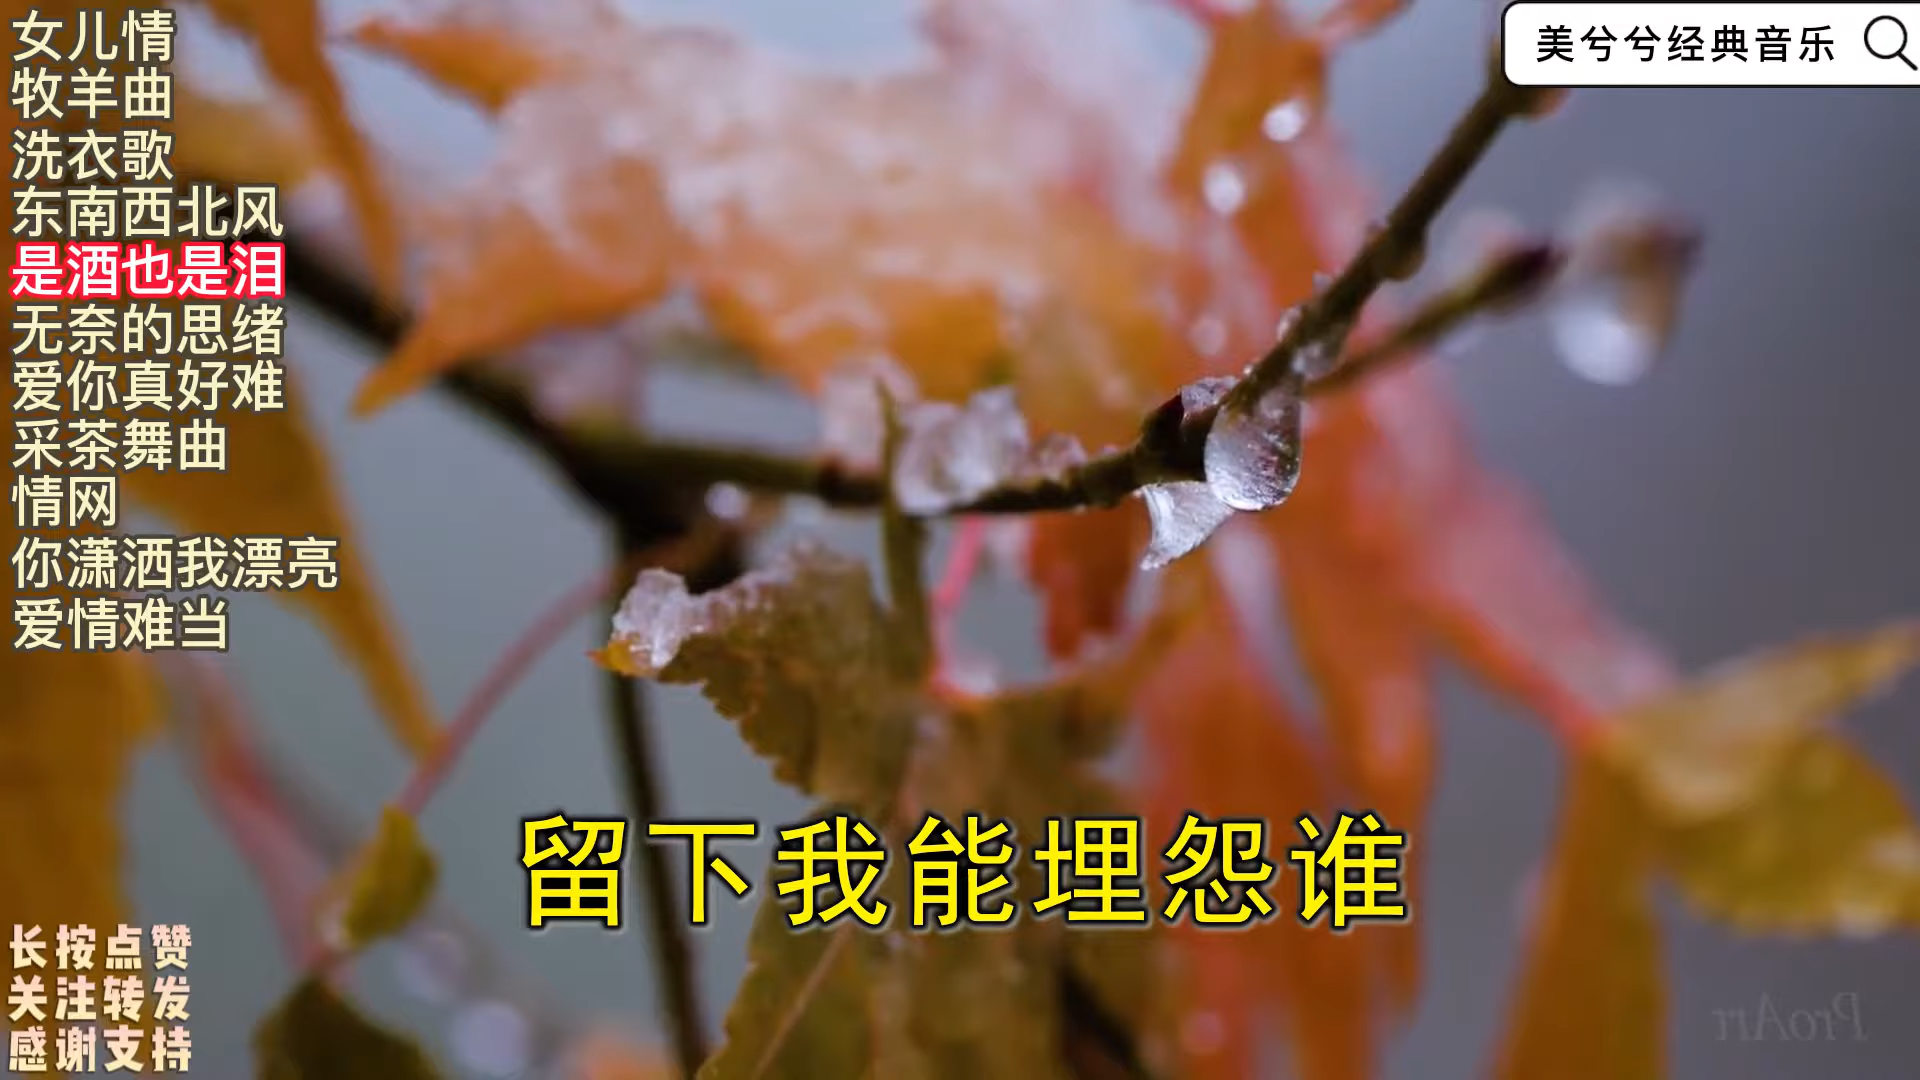 女儿情
牧羊曲
洗衣歌
东南西北风
是酒也是泪
无奈的思绪
爱你真好难
采茶舞曲
情网
你潇洒我漂亮
爱情难当
美兮兮经典音乐
留下我能埋怨谁
长按点赞
关注转发
感谢支持
ProArt